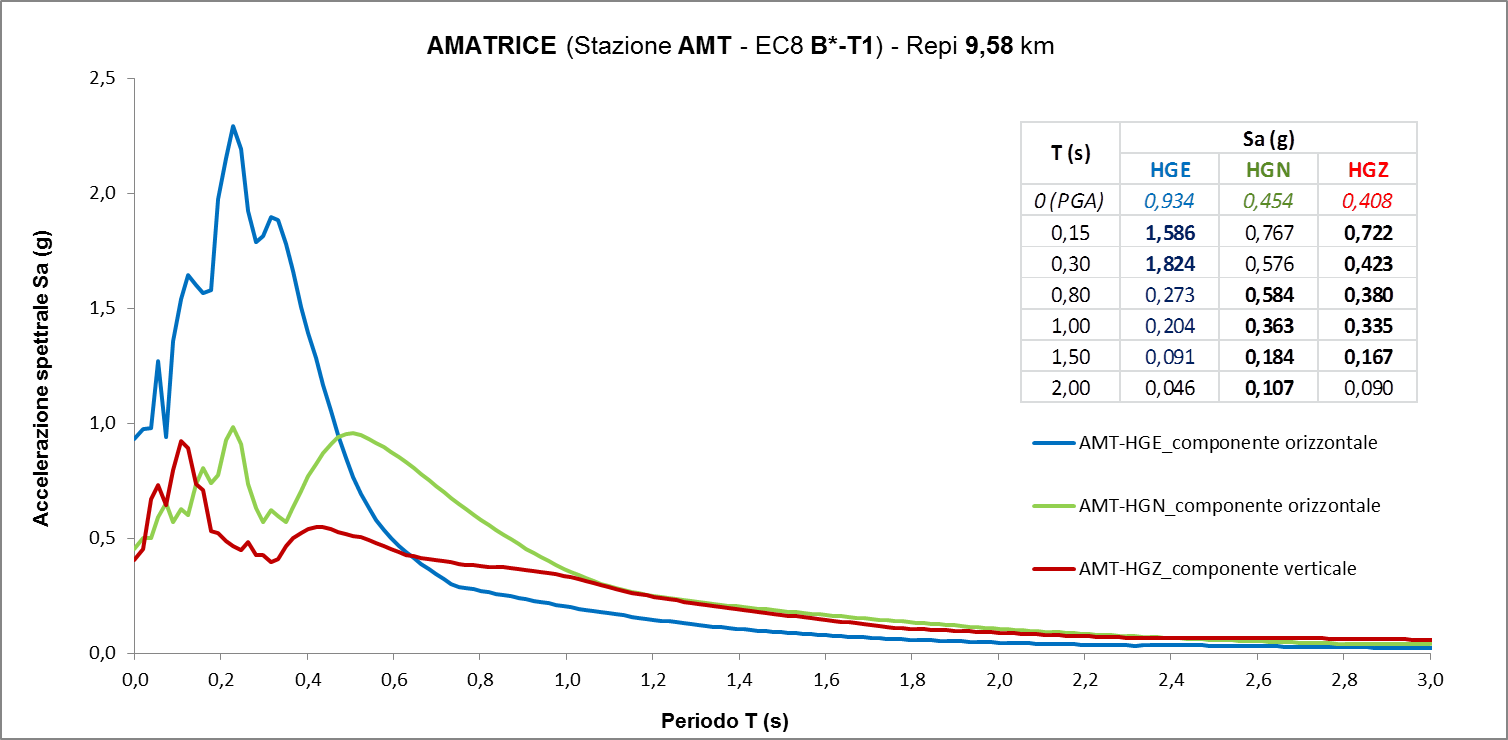 AMATRICE (Stazione AMT - EC8 B*-T1) - Repi 9,58 km
Accelerazione spettrale Sa (g)
2,5
2,0
1,5
1,0
0,5
0,0
T (s) Sa (g)
HGE HGN HGZ
0 (PGA) 0,934 0,454 0,408
0,15 1,586 0,767 0,722
0,30 1,824 0,576 0,423
0,80 0,273 0,584 0,380
1,00 0,204 0,363 0,335
1,50 0,091 0,184 0,167
2,00 0,046 0,107 0,090
AMT-HGE_componente orizzontale
AMT-HGN_componente orizzontale
AMT-HGZ_componente verticale
0,0 0,2 0,4 0,6 0,8 1,0 1,2 1,4 1,6 1,8 2,0 2,2 2,4 2,6 2,8 3,0
Periodo T (s)